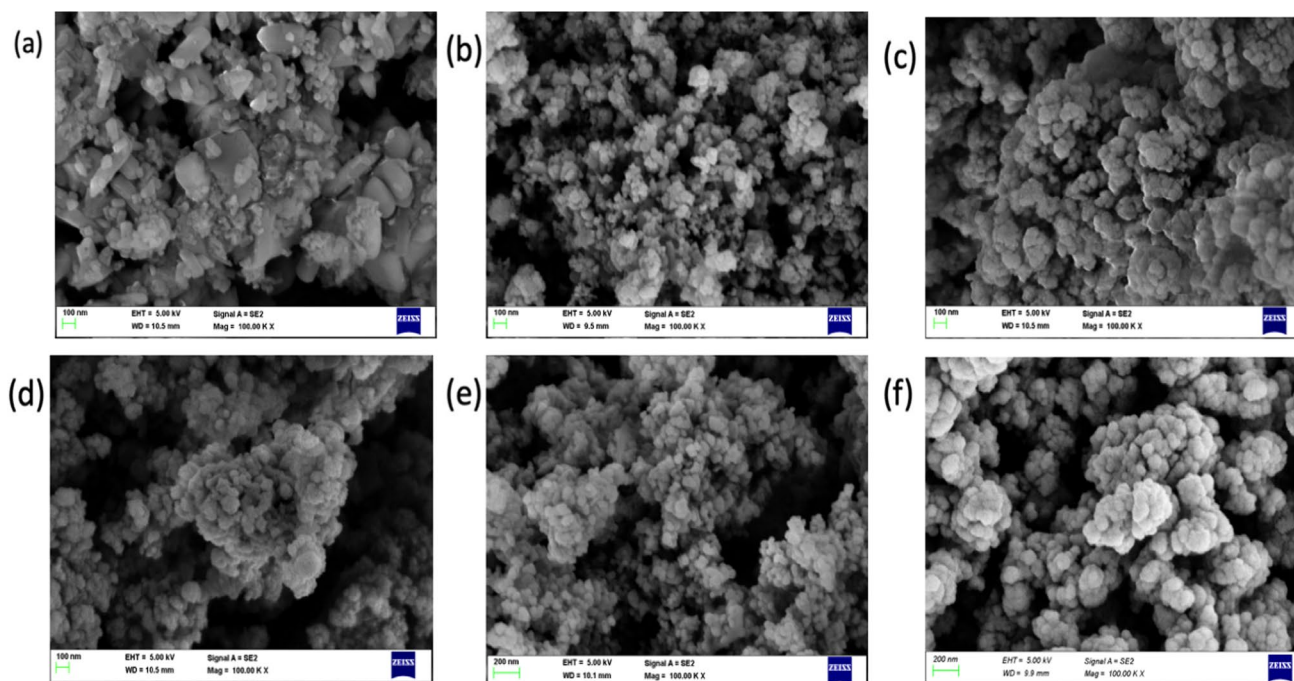 (a)
100 nm EHT = 5.00 kV Signal A = SE2
WD = 10.5 mm Mag = 100.00 K X ZEISS
(b)
100 nm EHT = 5.00 kV Signal A = SE2
WD = 9.5 mm Mag = 100.00 K X ZEISS
(c)
100 nm EHT = 5.00 kV Signal A = SE2
WD = 10.5 mm Mag = 100.00 K X ZEISS
(d)
100 nm EHT = 5.00 kV Signal A = SE2
WD = 10.5 mm Mag = 100.00 K X ZEISS
(e)
200 nm EHT = 5.00 kV Signal A = SE2
WD = 10.1 mm Mag = 100.00 K X ZEISS
(f)
200 nm EHT = 5.00 kV Signal A = SE2
WD = 9.9 mm Mag = 100.00 K X ZEISS